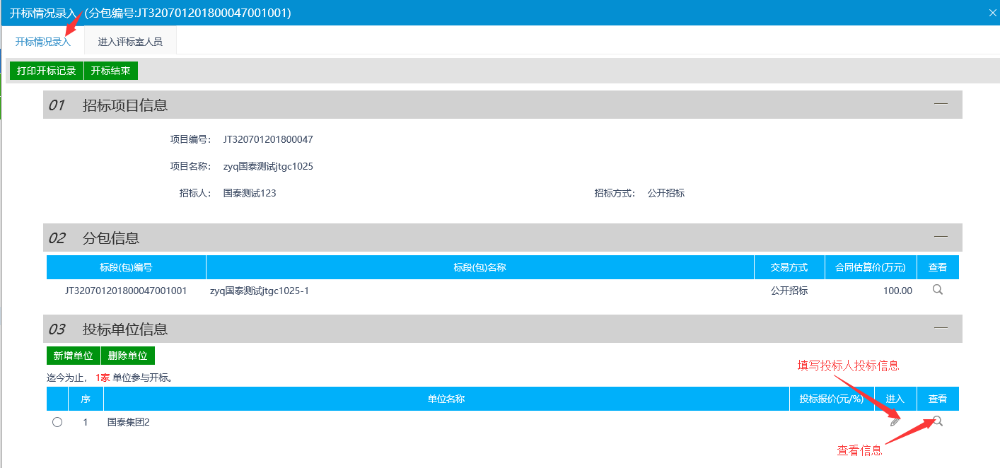 开标情况录入 (分包编号:JT320701201800047001001)
开标情况录入 进入评标室人员
打印开标记录 开标结束
01 招标项目信息
项目编号： JT320701201800047
项目名称： zyq国泰测试jtgc1025
招标人： 国泰测试123 招标方式： 公开招标
02 分包信息
标段(包)编号 标段(包)名称 交易方式 合同估算价(万元) 查看
JT320701201800047001001 zyq国泰测试jtgc1025-1 公开招标 100.00
03 投标单位信息
新增单位 删除单位
填写投标人投标信息
迄今为止， 1家 单位参与开标。
序 单位名称 投标报价(元/%) 进入 查看
1 国泰集团2
查看信息